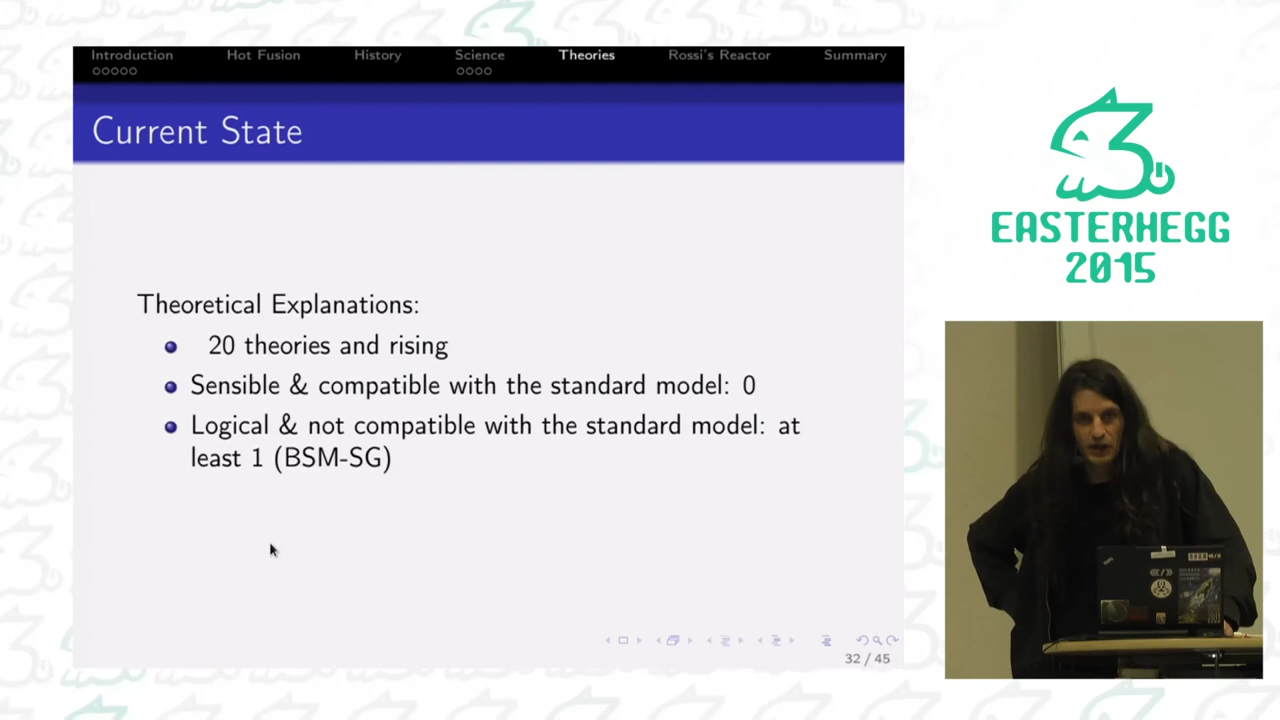 Introduction Hot Fusion History Science Theories Rossi's Reactor Summary
Current State
Theoretical Explanations:
20 theories and rising
Sensible & compatible with the standard model: 0
Logical & not compatible with the standard model: at
least 1 (BSM-SG)
32 / 45
EASTERHEGG
2015